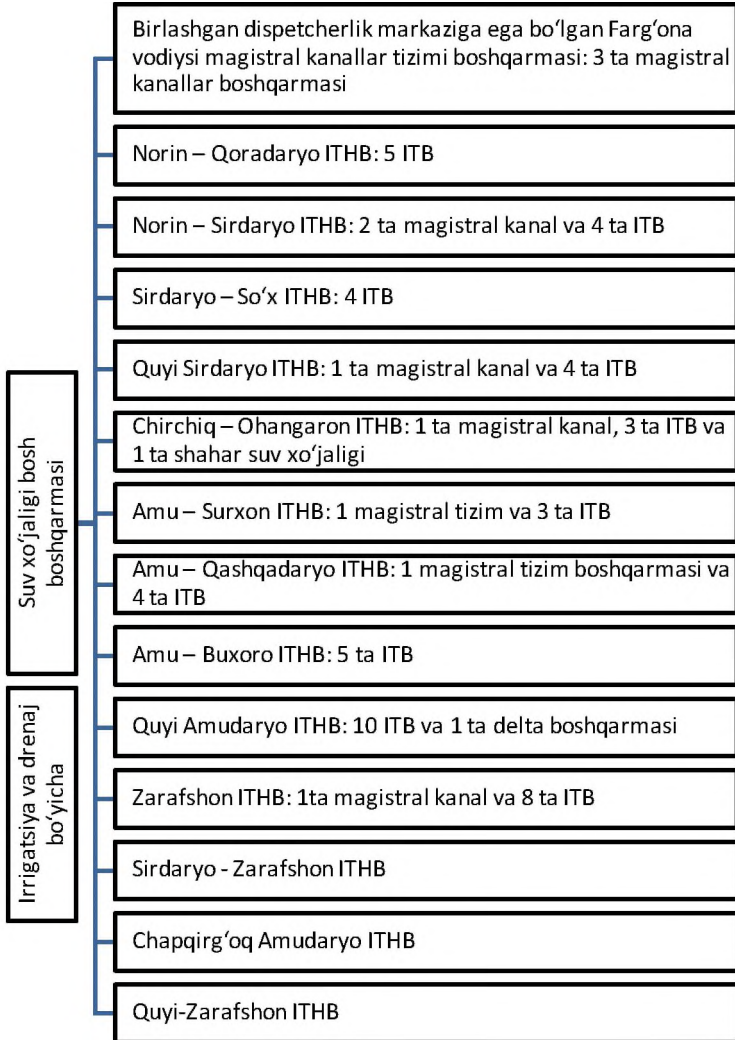 Birlashgan dispetcherlik markaziga ega bo‘lgan Farg‘ona
vodiysi magistral kanallar tizimi boshqarmasi: 3 ta magistral
kanallar boshqarmasi
Norin – Qoradaryo ITHB: 5 ITB
Norin – Sirdaryo ITHB: 2 ta magistral kanal va 4 ta ITB
Sirdaryo – So‘x ITHB: 4 ITB
Quyi Sirdaryo ITHB: 1 ta magistral kanal va 4 ta ITB
Chirchiq – Ohangaron ITHB: 1 ta magistral kanal, 3 ta ITB va
1 ta shahar suv xo‘jaligi
Amu – Surxon ITHB: 1 magistral tizim va 3 ta ITB
Amu – Qashqadaryo ITHB: 1 magistral tizim boshqarmasi va
4 ta ITB
Amu – Buxoro ITHB: 5 ta ITB
Quyi Amudaryo ITHB: 10 ITB va 1 ta delta boshqarmasi
Zarafshon ITHB: 1ta magistral kanal va 8 ta ITB
Sirdaryo - Zarafshon ITHB
Chapqirg‘oq Amudaryo ITHB
Quyi-Zarafshon ITHB
Suv xo‘jaligi bosh
boshqarmasi
Irrigatsiya va drenaj
bo‘yicha